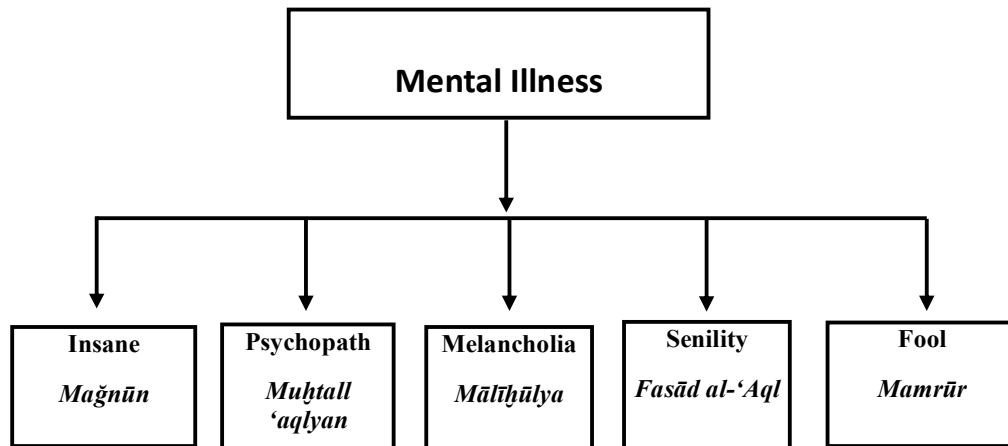 Mental Illness
Insane
Mağnūn
Psychopath
Muḫtall
‘aqlyan
Melancholia
Mālīḫūlya
Senility
Fasād al-‘Aql
Fool
Mamrūr